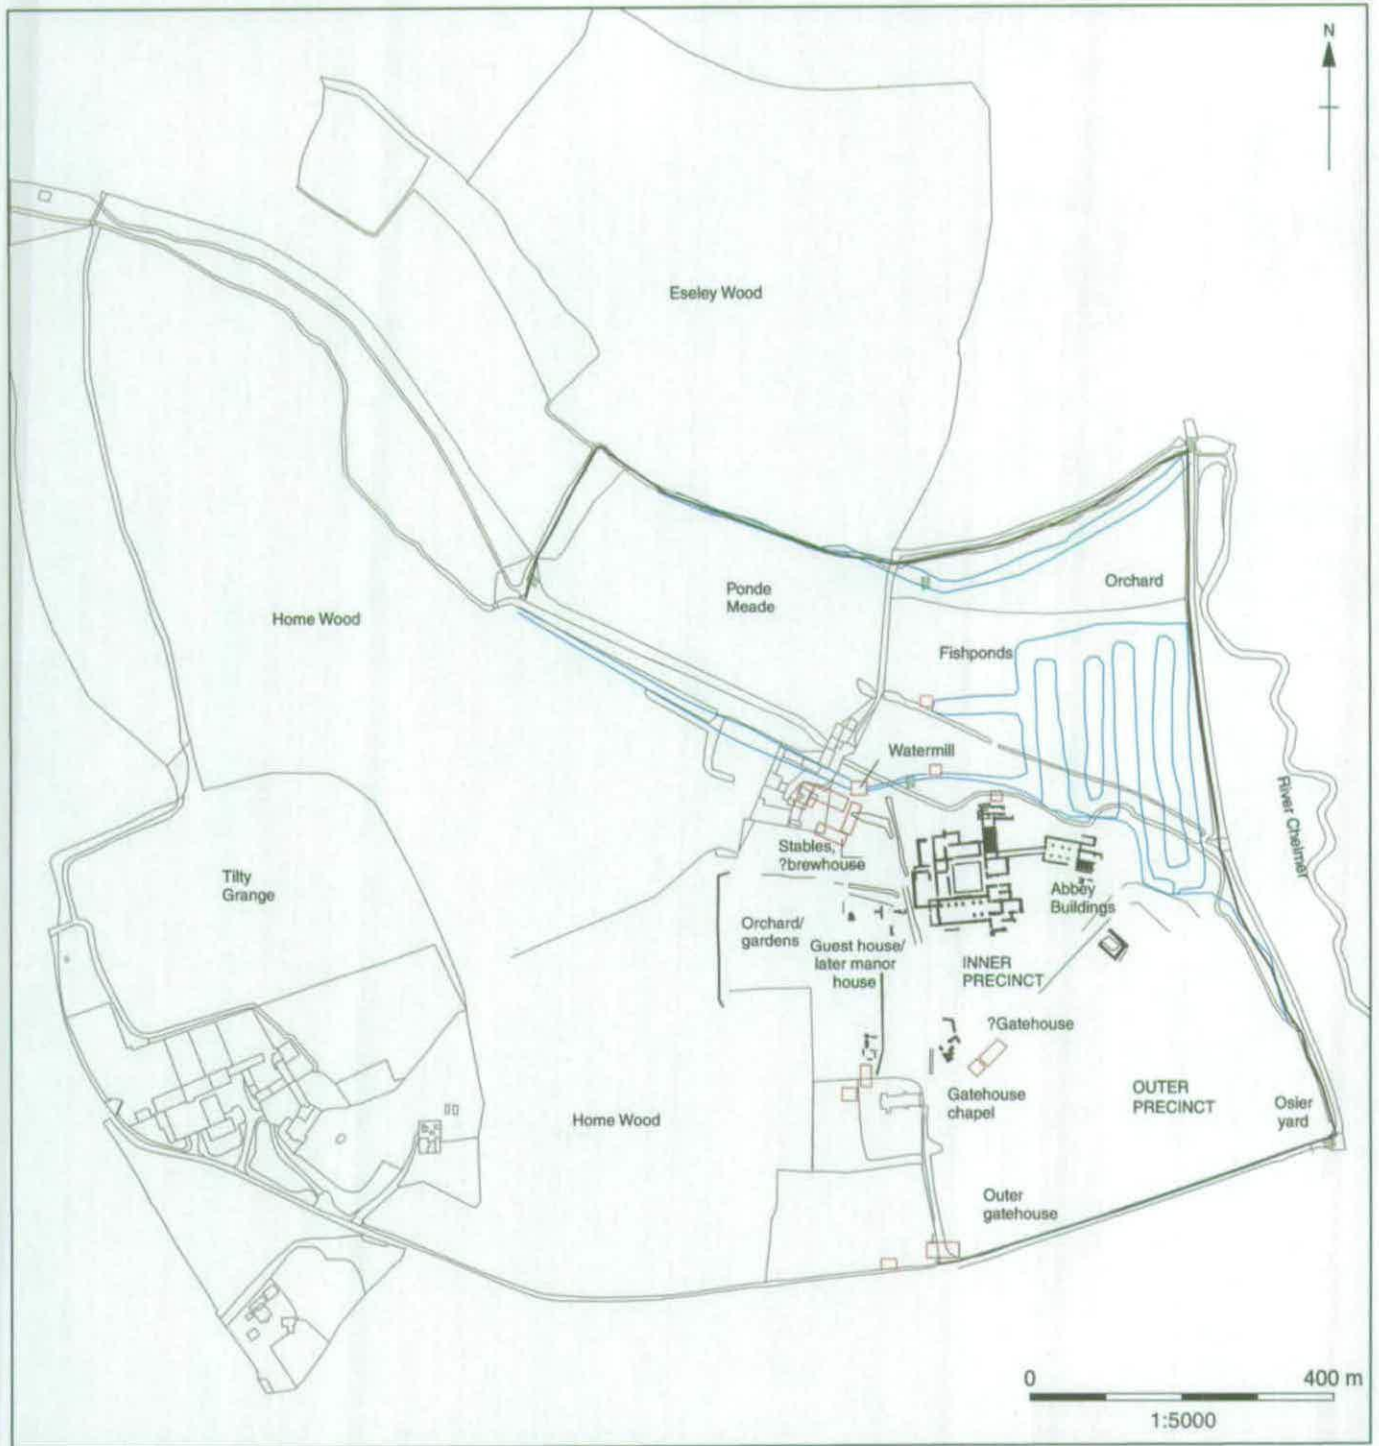 N
Eseley Wood
Ponde
Meade
Orchard
Home Wood
Fishponds
Watermill
River Chelmer
Stables,
?brewhouse
Tilty
Grange
Abbey
Buildings
Orchard/
gardens
Guest house/
later manor
house
INNER
PRECINCT
?Gatehouse
Gatehouse
chapel
OUTER
PRECINCT
Osier
yard
Home Wood
Outer
gatehouse
0 400 m
1:5000